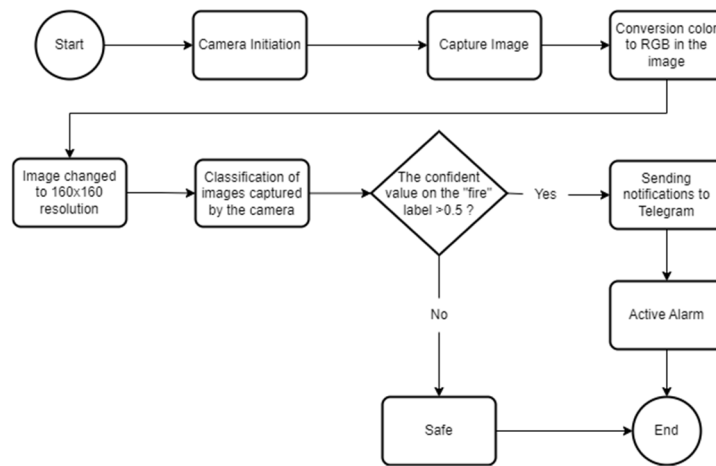 Start
Camera Initiation
Capture Image
Conversion color
to RGB in the
image
Image changed
to 160x160
resolution
Classification of
images captured
by the camera
The confident
value on the "fire"
label >0.5 ?
Yes
Sending
notifications to
Telegram
No
Active Alarm
Safe
End